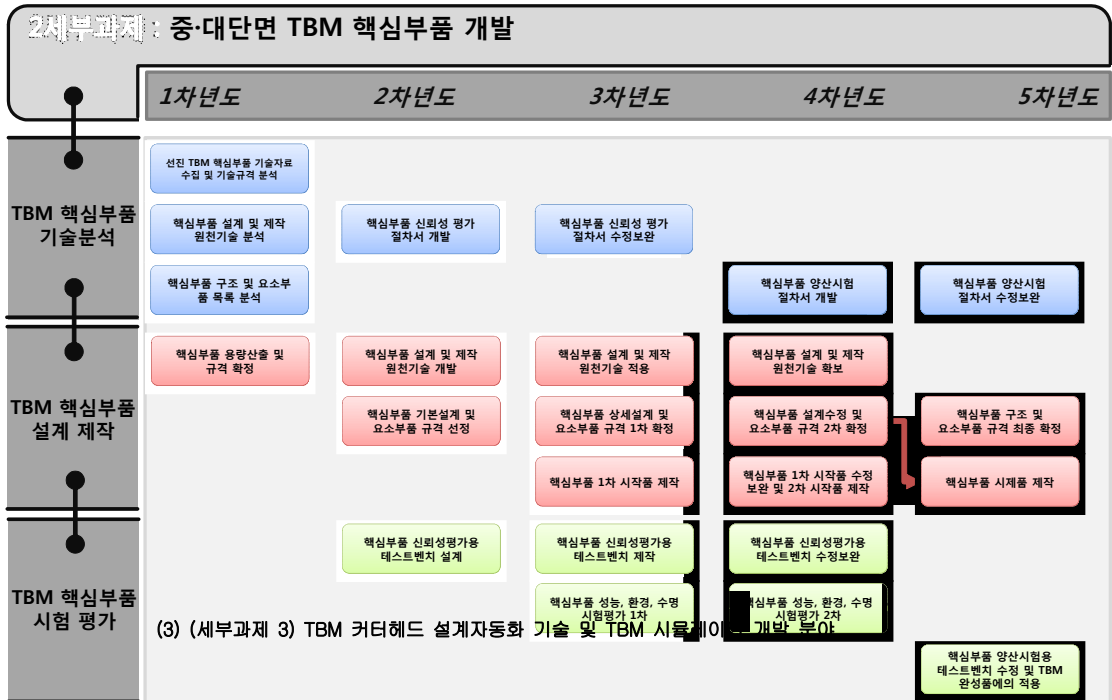 2세부과제 : 중·대단면 TBM 핵심부품 개발
1차년도 2차년도 3차년도 4차년도 5차년도
TBM 핵심부품
기술분석
선진 TBM 핵심부품 기술자료
수집 및 기술규격 분석
핵심부품 설계 및 제작
원천기술 분석
핵심부품 신뢰성 평가
절차서 개발
핵심부품 신뢰성 평가
절차서 수정보완
핵심부품 구조 및 요소부
품 목록 분석
핵심부품 양산시험
절차서 개발
핵심부품 양산시험
절차서 수정보완
TBM 핵심부품
설계 제작
핵심부품 용량산출 및
규격 확정
핵심부품 설계 및 제작
원천기술 개발
핵심부품 설계 및 제작
원천기술 적용
핵심부품 설계 및 제작
원천기술 확보
핵심부품 기본설계 및
요소부품 규격 선정
핵심부품 상세설계 및
요소부품 규격 1차 확정
핵심부품 설계수정 및
요소부품 규격 2차 확정
핵심부품 구조 및
요소부품 규격 최종 확정
핵심부품 1차 시작품 제작
핵심부품 1차 시작품 수정
보완 및 2차 시작품 제작
핵심부품 시제품 제작
TBM 핵심부품
시험 평가
핵심부품 신뢰성평가용
테스트벤치 설계
핵심부품 신뢰성평가용
테스트벤치 제작
핵심부품 신뢰성평가용
테스트벤치 수정보완
핵심부품 성능, 환경, 수명
시험평가 1차
핵심부품 성능, 환경, 수명
시험평가 2차
(3) (세부과제 3) TBM 커터헤드 설계자동화 기술 및 TBM 개발 분야
핵심부품 양산시험용
테스트벤치 수정 및 TBM
완성품에의 적용